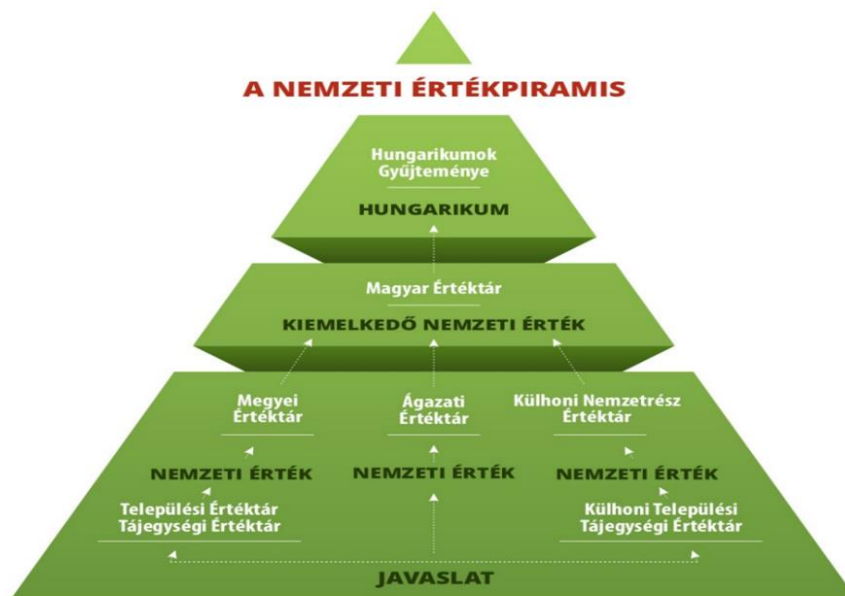 A NEMZETI ÉRTÉKPIRAMIS
Hungarikumok
Gyűjteménye
HUNGARIKUM
Magyar Értéktár
KIEMELKEDŐ NEMZETI ÉRTÉK
Megyei
Értéktár
Ágazati
Értéktár
Külhoni Nemzetrész
Értéktár
NEMZETI ÉRTÉK
NEMZETI ÉRTÉK
NEMZETI ÉRTÉK
Települési Értéktár
Tájegységi Értéktár
Külhoni Települési
Tájegységi Értéktár
JAVASLAT